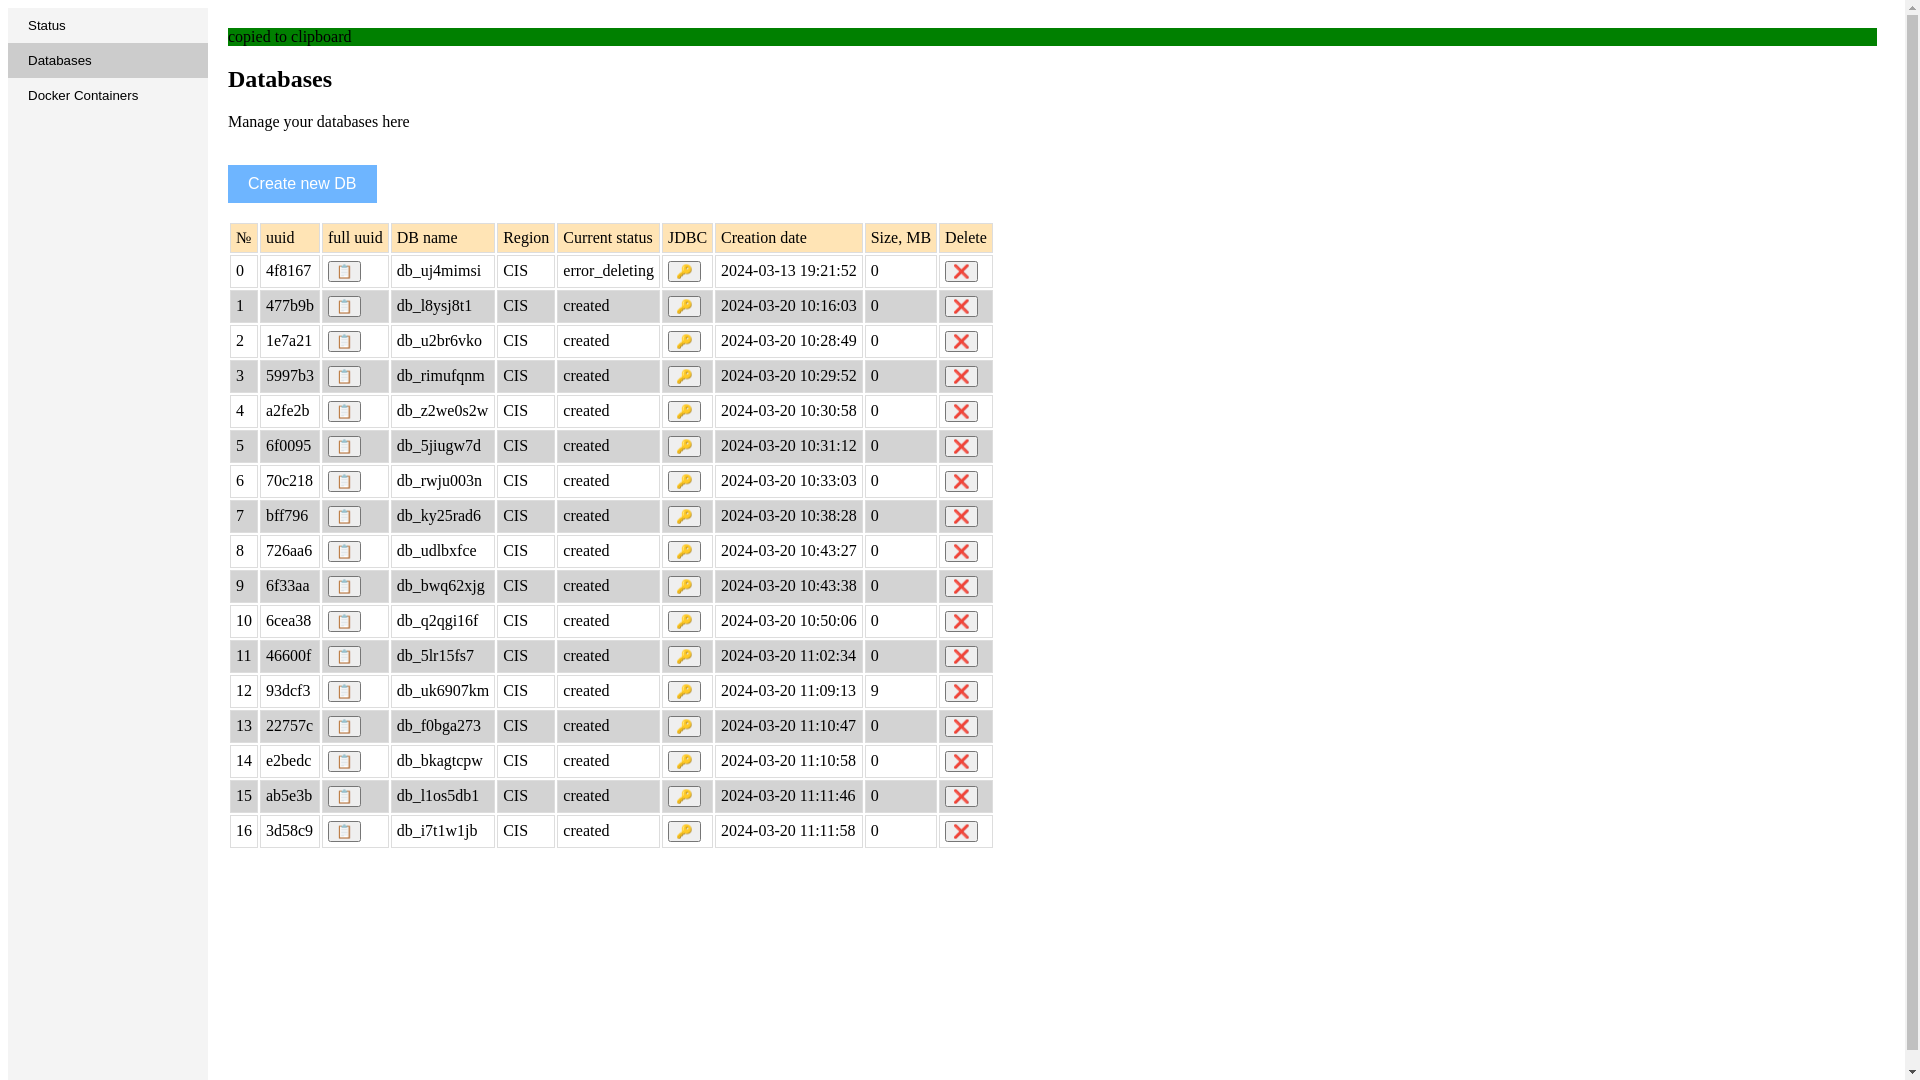 Status
Databases
Docker Containers
copied to clipboard
Databases
Manage your databases here
Create new DB
№ uuid full uuid DB name Region Current status JDBC Creation date Size, MB Delete
0 4f8167 📋 db_uj4mimsi CIS error_deleting 🔑 2024-03-13 19:21:52 0 ❌
1 477b9b 📋 db_l8ysj8t1 CIS created 🔑 2024-03-20 10:16:03 0 ❌
2 1e7a21 📋 db_u2br6vko CIS created 🔑 2024-03-20 10:28:49 0 ❌
3 5997b3 📋 db_rimufqnm CIS created 🔑 2024-03-20 10:29:52 0 ❌
4 a2fe2b 📋 db_z2we0s2w CIS created 🔑 2024-03-20 10:30:58 0 ❌
5 6f0095 📋 db_5jiugw7d CIS created 🔑 2024-03-20 10:31:12 0 ❌
6 70c218 📋 db_rwju003n CIS created 🔑 2024-03-20 10:33:03 0 ❌
7 bff796 📋 db_ky25rad6 CIS created 🔑 2024-03-20 10:38:28 0 ❌
8 726aa6 📋 db_udlbxfce CIS created 🔑 2024-03-20 10:43:27 0 ❌
9 6f33aa 📋 db_bwq62xjg CIS created 🔑 2024-03-20 10:43:38 0 ❌
10 6cea38 📋 db_q2qgi16f CIS created 🔑 2024-03-20 10:50:06 0 ❌
11 46600f 📋 db_5lr15fs7 CIS created 🔑 2024-03-20 11:02:34 0 ❌
12 93dcf3 📋 db_uk6907km CIS created 🔑 2024-03-20 11:09:13 9 ❌
13 22757c 📋 db_f0bga273 CIS created 🔑 2024-03-20 11:10:47 0 ❌
14 e2bedc 📋 db_bkagtcpw CIS created 🔑 2024-03-20 11:10:58 0 ❌
15 ab5e3b 📋 db_l1os5db1 CIS created 🔑 2024-03-20 11:11:46 0 ❌
16 3d58c9 📋 db_i7t1w1jb CIS created 🔑 2024-03-20 11:11:58 0 ❌